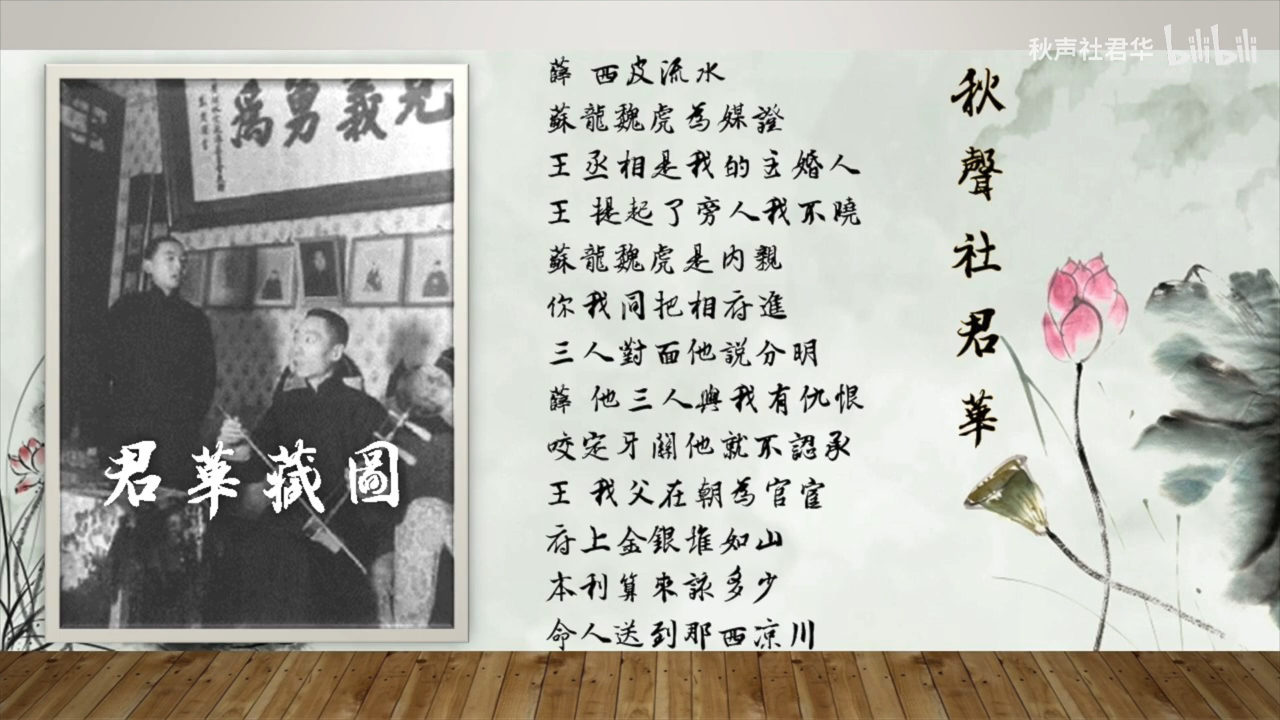 秋声社君华 bilibili
薛 西皮流水
蘇龍魏虎為媒證
王丞相是我的主婚人
王 提起了旁人我不曉
蘇龍魏虎是内親
你我同把相府進
三人對面他說分明
薛 他三人與我有仇恨
咬定牙關他就不認承
王 我父在朝為官宦
府上金銀堆如山
本利算來該多少
命人送到那西凉川
秋聲社君華
兄義勇為
君華藏圖